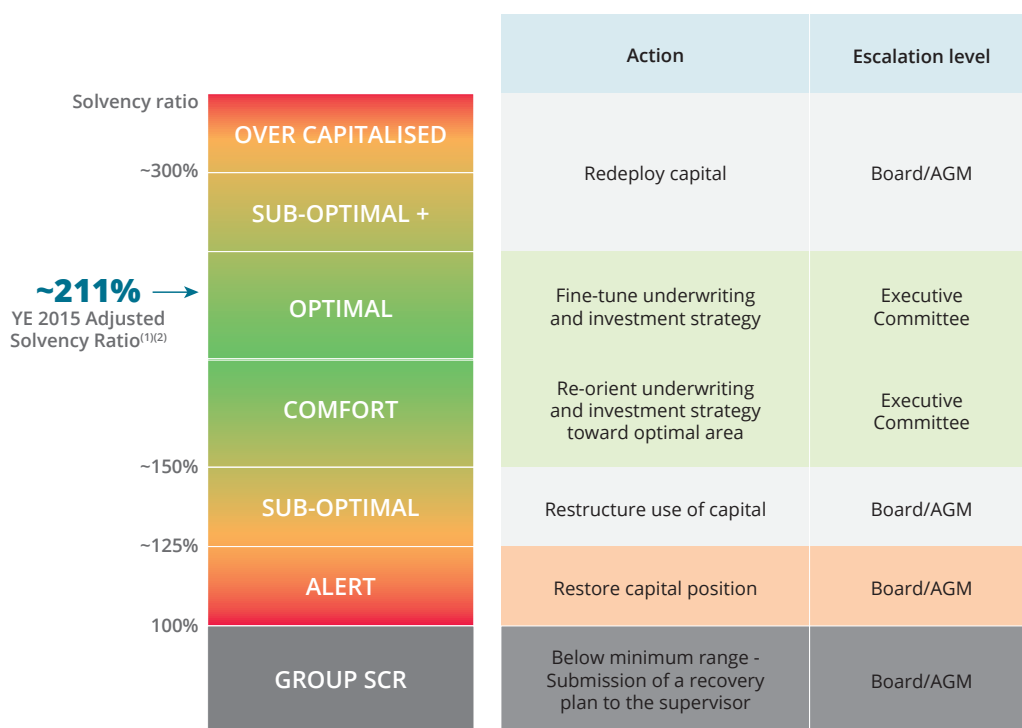 Action
Escalation level
Solvency ratio
OVER CAPITALISED
~300%
Redeploy capital
Board/AGM
SUB-OPTIMAL +
~211%
YE 2015 Adjusted
Solvency Ratio(1)(2)
OPTIMAL
Fine-tune underwriting
and investment strategy
Executive
Committee
COMFORT
Re-orient underwriting
and investment strategy
toward optimal area
Executive
Committee
~150%
SUB-OPTIMAL
Restructure use of capital
Board/AGM
~125%
ALERT
Restore capital position
Board/AGM
100%
GROUP SCR
Below minimum range -
Submission of a recovery
plan to the supervisor
Board/AGM